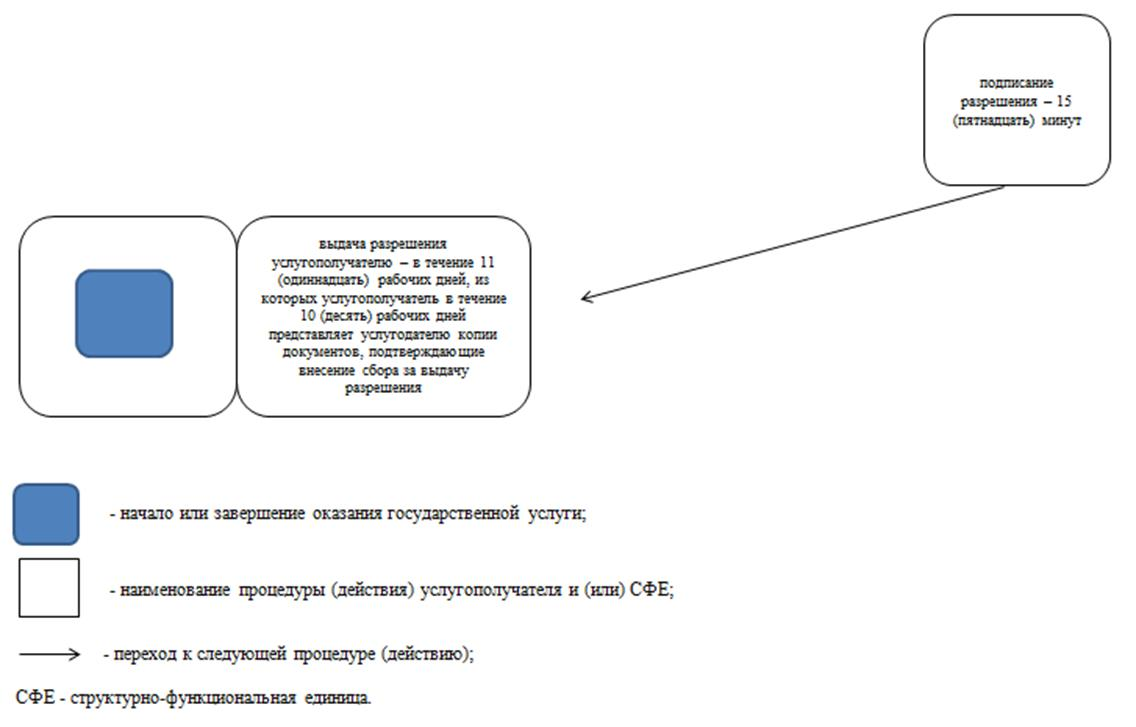 подписание
разрешения – 15
(пятнадцать) минут
выдача разрешения
услугополучателю – в течение 11
(одиннадцать) рабочих дней, из
которых услугополучатель в течение
10 (десять) рабочих дней
представляет услугодателю копии
документов, подтверждающие
внесение сбора за выдачу
разрешения
- начало или завершение оказания государственной услуги;
- наименование процедуры (действия) услугополучателя и (или) СФЕ;
- переход к следующей процедуре (действию);
СФЕ - структурно-функциональная единица.